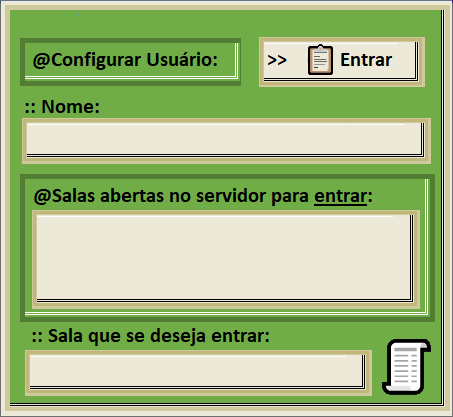 @Configurar Usuário:
>> Entrar
:: Nome:
@Salas abertas no servidor para entrar:
:: Sala que se deseja entrar: